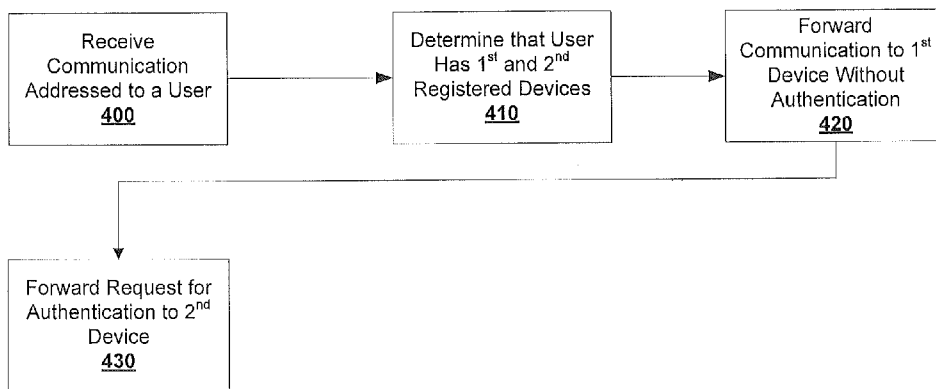 Receive
Communication
Addressed to a User
400
Determine that User
Has 1st and 2nd
Registered Devices
410
Forward
Communication to 1st
Device Without
Authentication
420
Forward Request for
Authentication to 2nd
Device
430